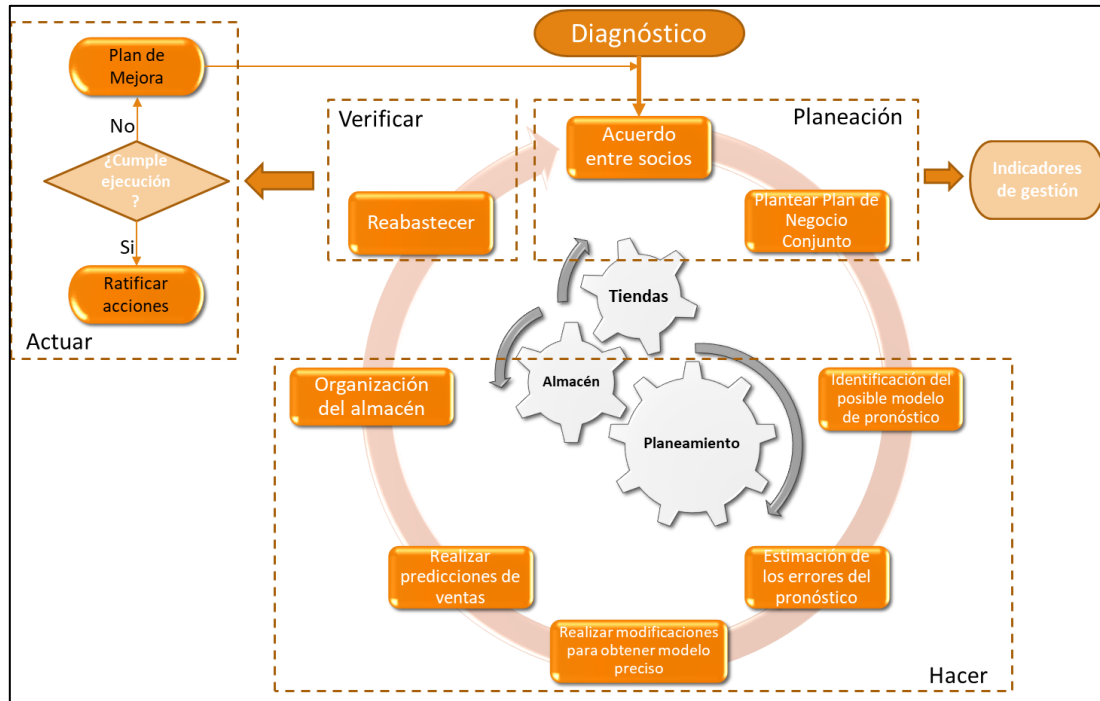 Diagnóstico
Plan de
Mejora
No
¿Cumple
ejecución
?
Si
Ratificar
acciones
Actuar
Verificar
Reabastecer
Planeación
Acuerdo
entre socios
Plantear Plan de
Negocio
Conjunto
Indicadores
de gestión
Tiendas
Almacén
Planeamiento
Identificación del
posible modelo
de pronóstico
Estimación de
los errores del
pronóstico
Realizar modificaciones
para obtener modelo
preciso
Realizar
predicciones de
ventas
Organización
del almacén
Hacer